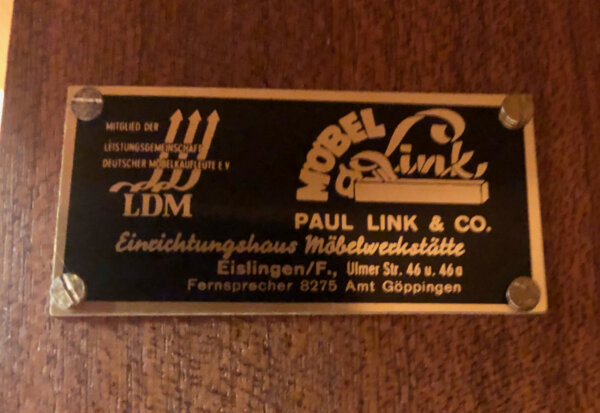 MITGLIED DER
LEISTUNGSGEMEINSCHAFT
DEUTSCHER MÖBELKAUFLEUTE E.V.
LDM
MÖBEL
Link
PAUL LINK & CO.
Einrichtungshaus Möbelwerkstätte
Eislingen/F., Ulmer Str. 46 u. 46a
Fernsprecher 8275 Amt Göppingen